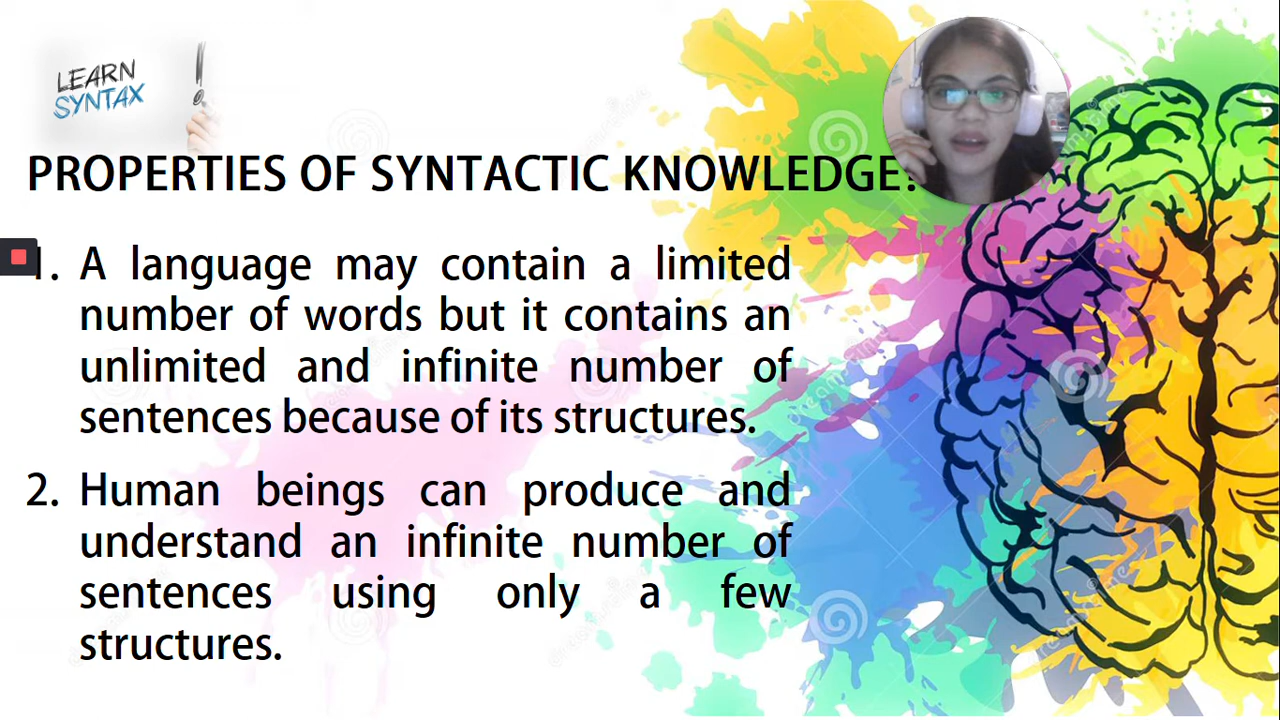 LEARN
SYNTAX
PROPERTIES OF SYNTACTIC KNOWLEDGE:
1. A language may contain a limited
number of words but it contains an
unlimited and infinite number of
sentences because of its structures.
2. Human beings can produce and
understand an infinite number of
sentences using only a few
structures.